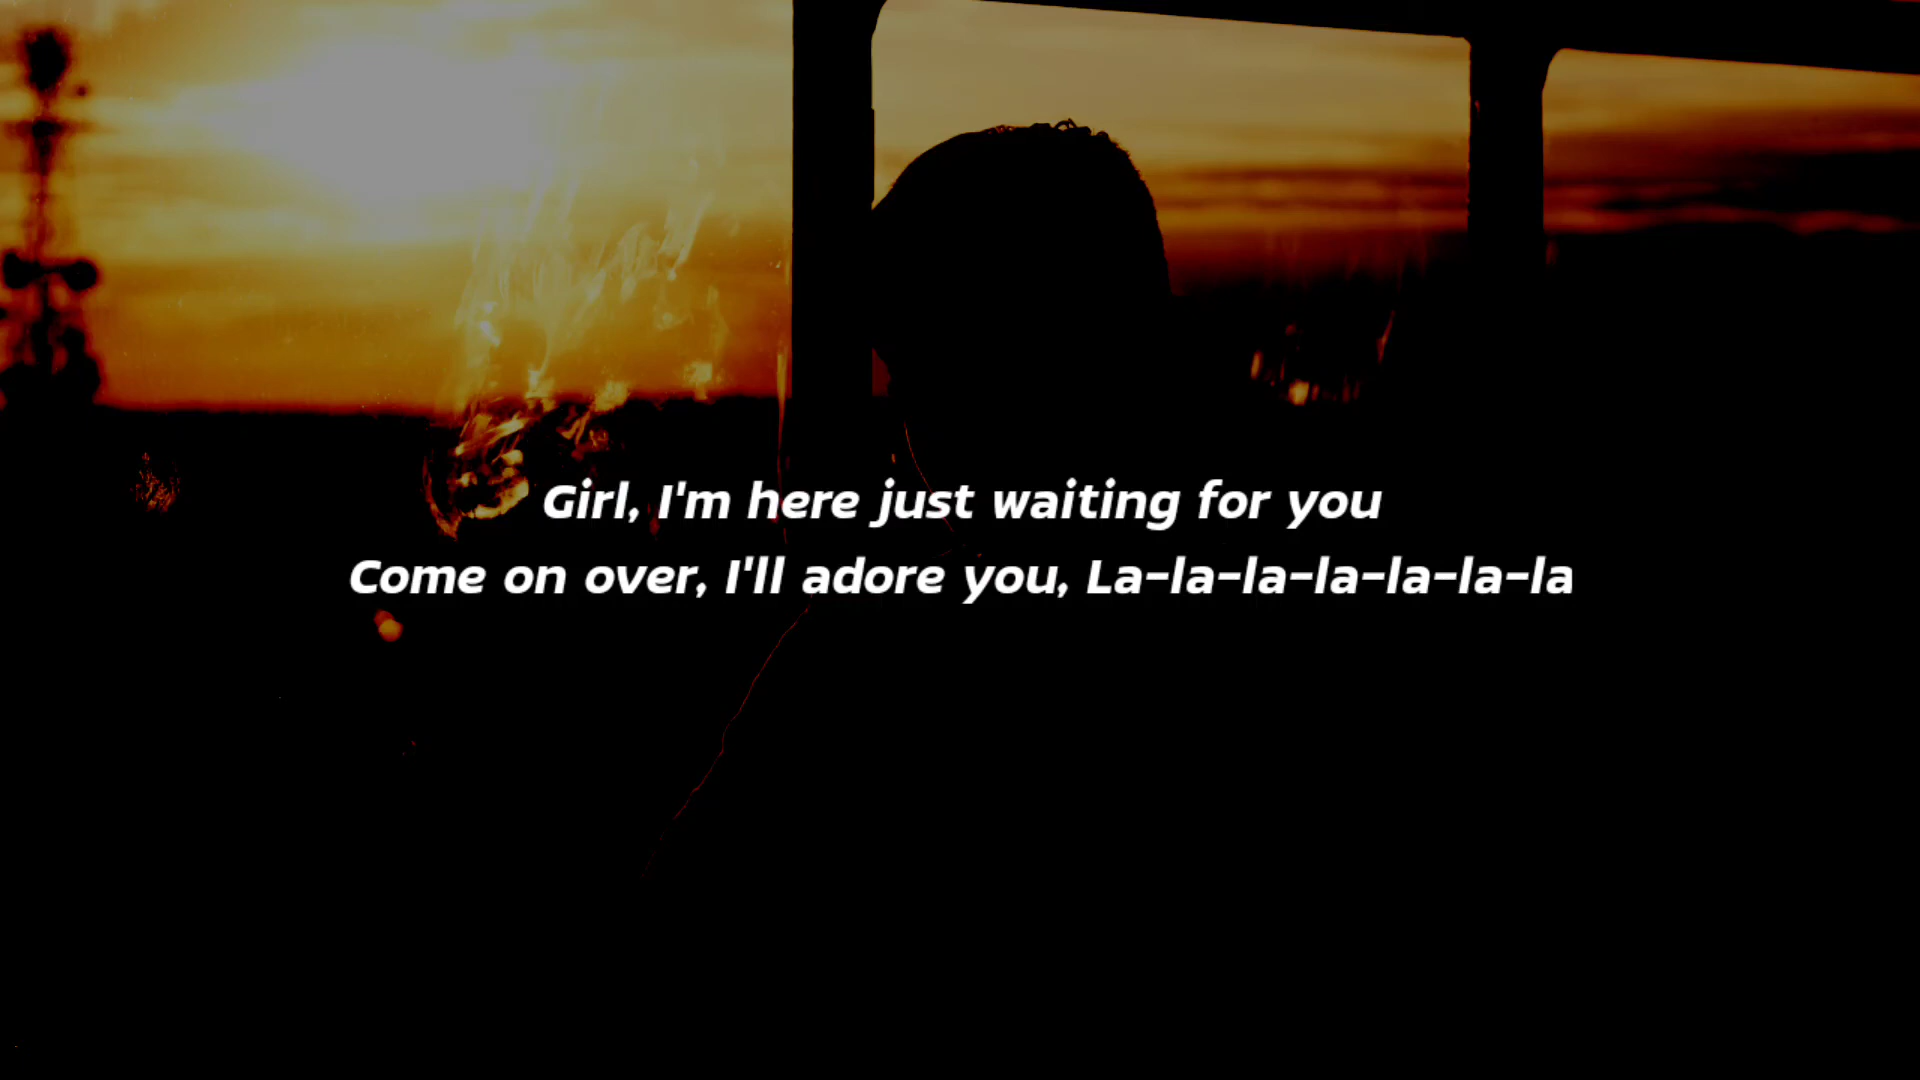 Girl, I'm here just waiting for you
Come on over, I'll adore you, La-la-la-la-la-la-la